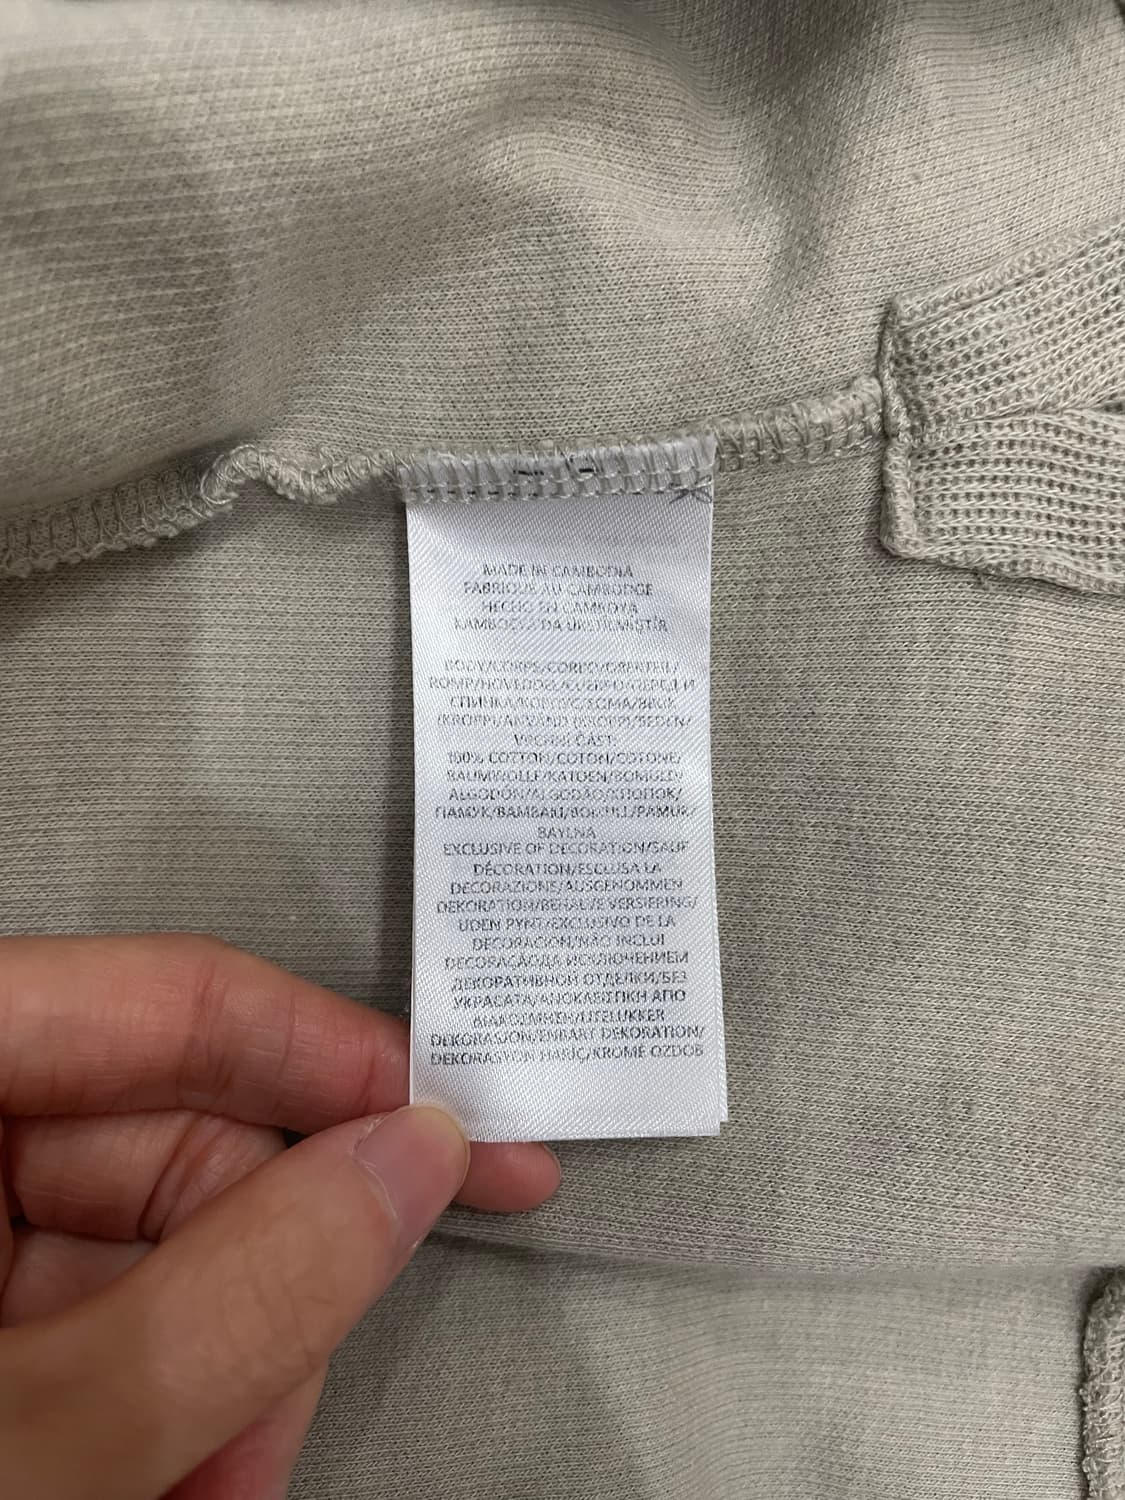 MADE IN CAMBODIA
FABRIQUÉ AU CAMBODGE
HECHO EN CAMBOYA
KAMBOÇYA'DA ÜRETİLMİŞTİR
BODY/CORPS/CORPO/OBERTEIL/
ROMP/HOVEDDEL/CUERPO/ПЕРЕД И
СПИНКА/КОРПУС/ΣΩΜΑ/BRUK
/KROPP/ANVÄND (KROPP)/BEDEN/
VRCHNÍ ČÁST:
100% COTTON/COTON/COTONE/
BAUMWOLLE/KATOEN/BOMULD/
ALGODÓN/ALGODÃO/ХЛОПОК/
ПАМУК/ΒΑΜΒΑΚΙ/BOMULL/PAMUK/
BAVLNA
EXCLUSIVE OF DECORATION/SAUF
DÉCORATION/ESCLUSA LA
DECORAZIONE/AUSGENOMMEN
DEKORATION/BEHALVE VERSIERING/
UDEN PYNT/EXCLUSIVO DE LA
DECORACIÓN/NÃO INCLUI
DECORAÇÃO/ЗА ИСКЛЮЧЕНИЕМ
ДЕКОРАТИВНОЙ ОТДЕЛКИ/БЕЗ
УКРАСАТА/ΑΠΟΚΛΕΙΣΤΙΚΗ ΑΠΟ
ΔΙΑΚΟΣΜΗΣΗ/UTELUKKER
DEKORASJON/ENBART DEKORATION/
DEKORASYON HARİÇ/KROMĚ OZDOB